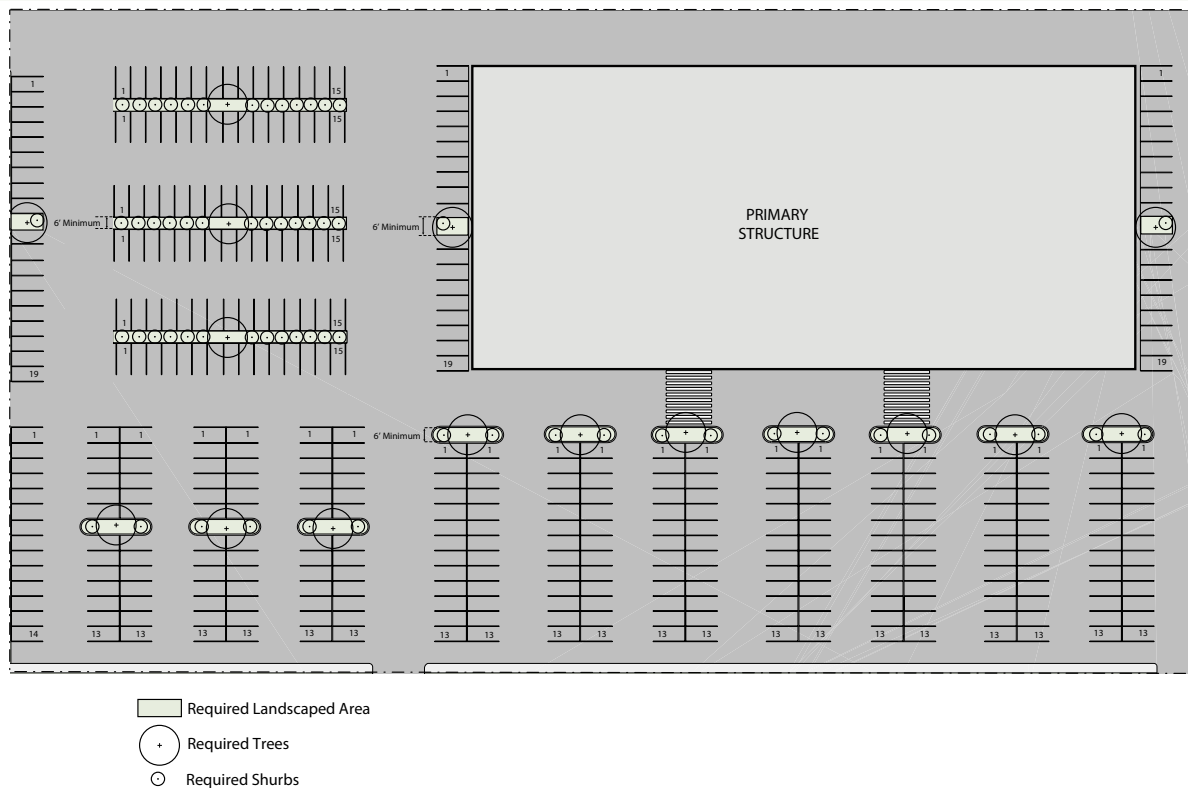 1 15 1 1
1 15
PRIMARY
STRUCTURE
1 15
6' Minimum
6' Minimum
1 15
1 15
1 15
19 19 19
1 1 1 1 1 1 1
6' Minimum
1 1 1 1 1 1 1 1 1 1 1 1 1 1
14 13 13 13 13 13 13 13 13 13 13 13 13 13 13 13 13 13 13 13 13
Required Landscaped Area
Required Trees
Required Shurbs